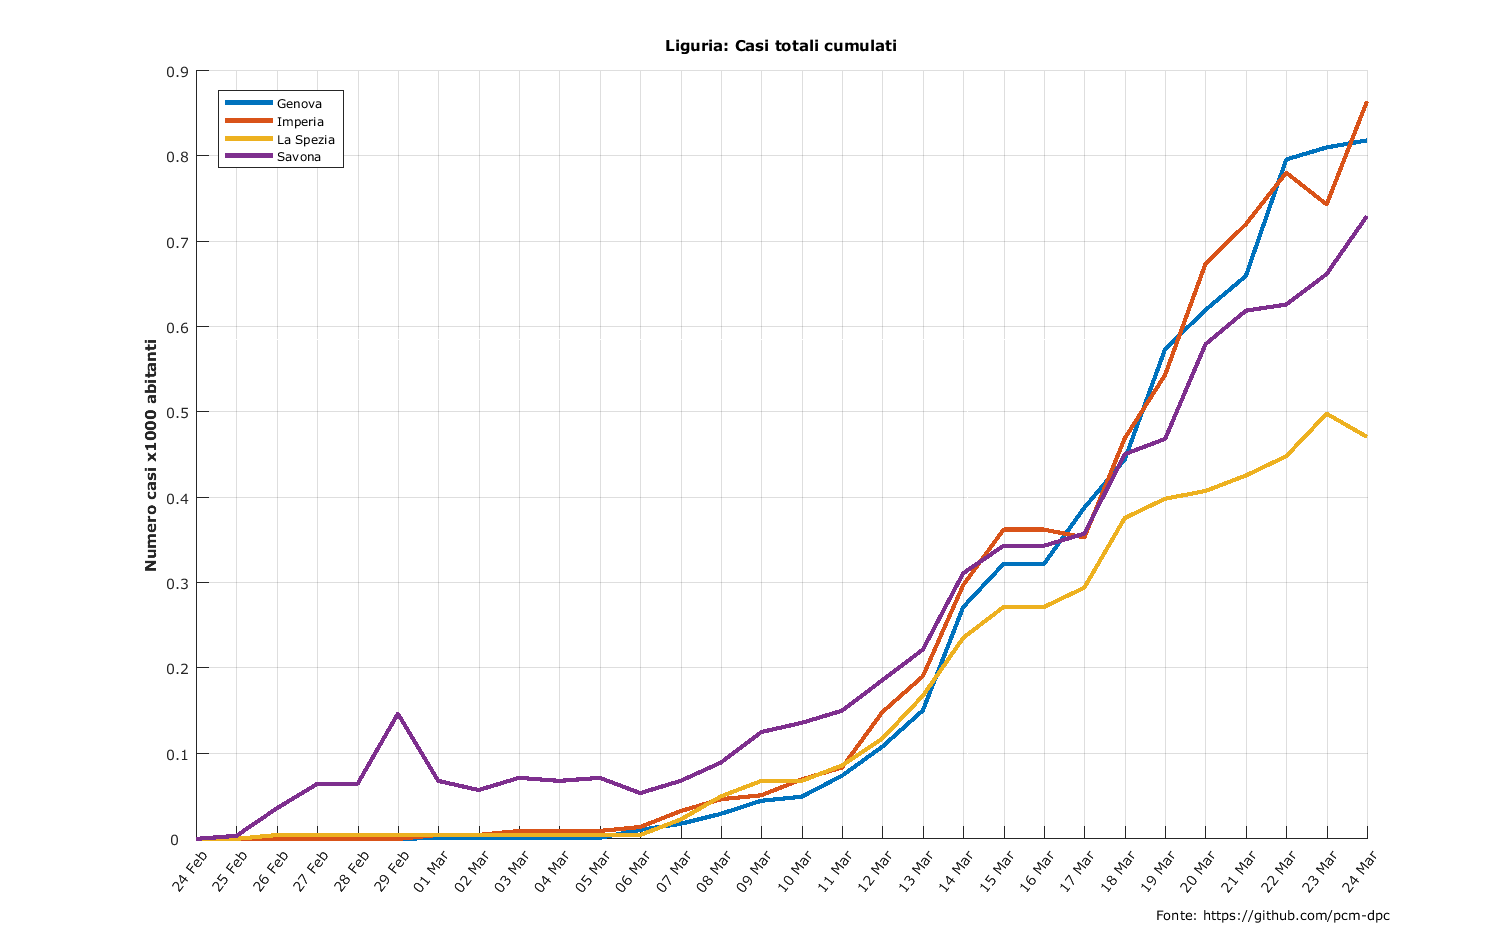 Liguria: Casi totali cumulati
0.9
0.8
0.7
0.6
0.5
0.4
0.3
0.2
0.1
0
Numero casi x1000 abitanti
Genova
Imperia
La Spezia
Savona
24 Feb
25 Feb
26 Feb
27 Feb
28 Feb
29 Feb
01 Mar
02 Mar
03 Mar
04 Mar
05 Mar
06 Mar
07 Mar
08 Mar
09 Mar
10 Mar
11 Mar
12 Mar
13 Mar
14 Mar
15 Mar
16 Mar
17 Mar
18 Mar
19 Mar
20 Mar
21 Mar
22 Mar
23 Mar
24 Mar
Fonte: https://github.com/pcm-dpc